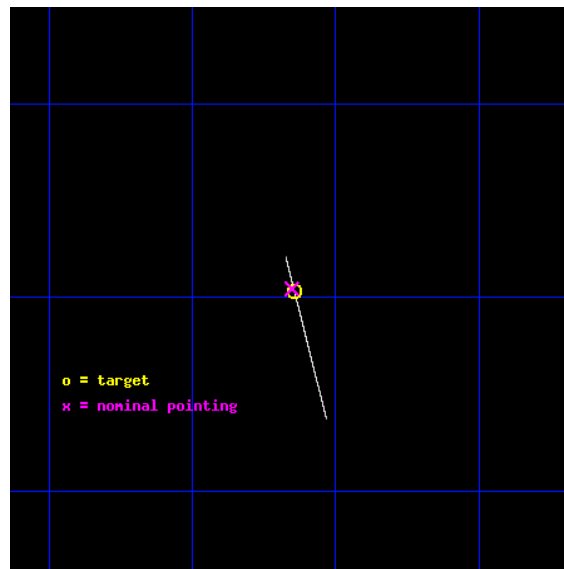 o = target
x = nominal pointing